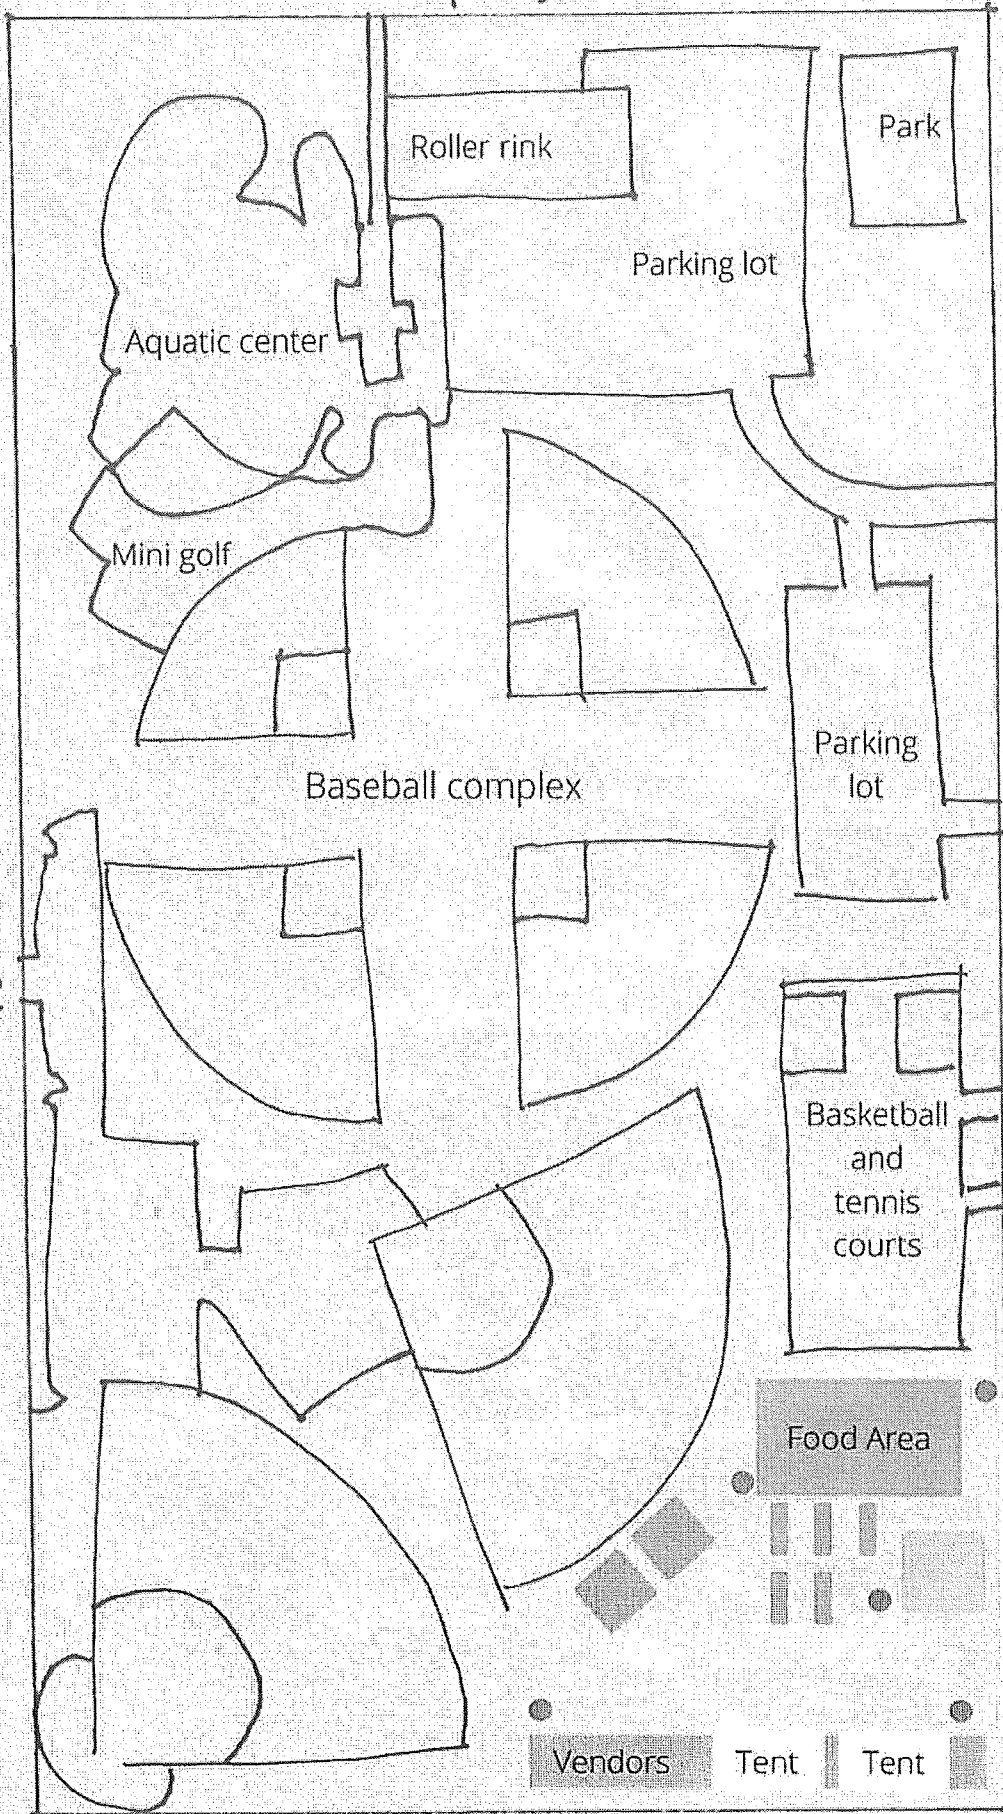 Roller rink
Park
Parking lot
Aquatic center
Mini golf
Parking
lot
Baseball complex
Basketball
and
tennis
courts
Food Area
Vendors
Tent
Tent